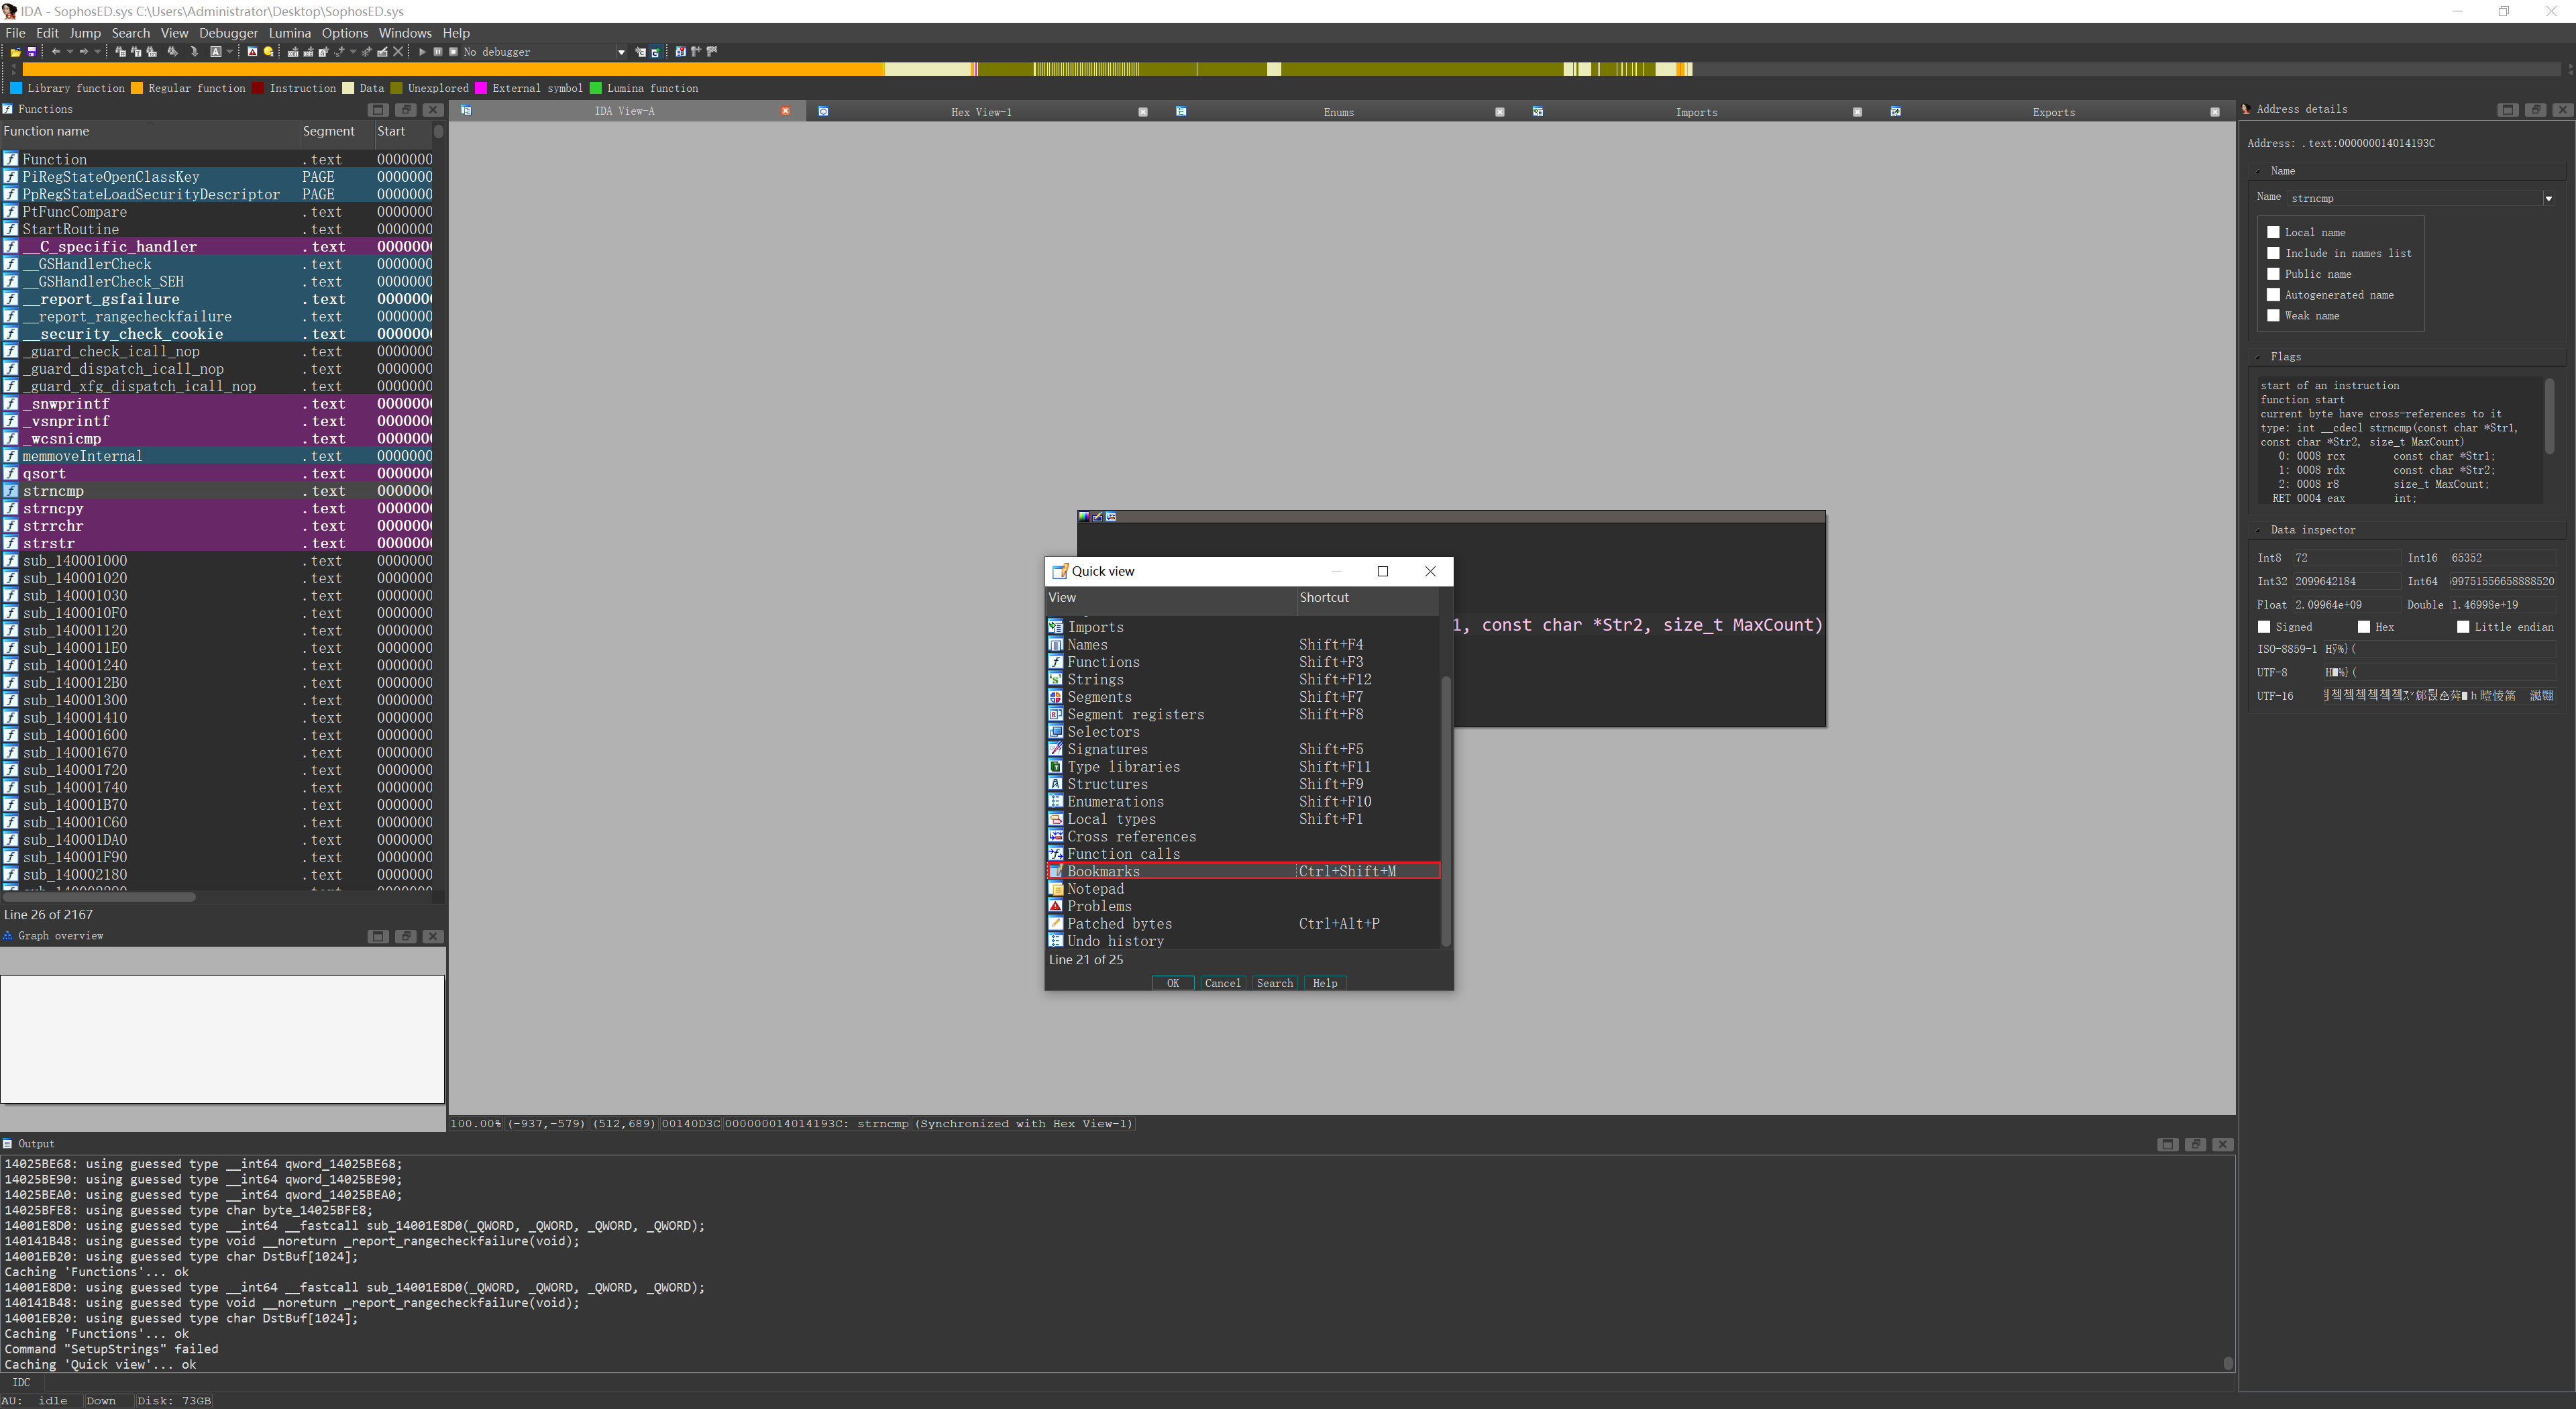 IDA - SophosED.sys C:\Users\Administrator\Desktop\SophosED.sys
File Edit Jump Search View Debugger Lumina Options Windows Help
No debugger
Library function Regular function Instruction Data Unexplored External symbol Lumina function
Functions
Function name Segment Start
Function .text 0000000
PiRegStateOpenClassKey PAGE 0000000
PpRegStateLoadSecurityDescriptor PAGE 0000000
PtFuncCompare .text 0000000
StartRoutine .text 0000000
__C_specific_handler .text 0000000
__GSHandlerCheck .text 0000000
__GSHandlerCheck_SEH .text 0000000
__report_gsfailure .text 0000000
__report_rangecheckfailure .text 0000000
__security_check_cookie .text 0000000
_guard_check_icall_nop .text 0000000
_guard_dispatch_icall_nop .text 0000000
_guard_xfg_dispatch_icall_nop .text 0000000
_snwprintf .text 0000000
_vsnprintf .text 0000000
_wcsnicmp .text 0000000
memmoveInternal .text 0000000
qsort .text 0000000
strncmp .text 0000000
strncpy .text 0000000
strrchr .text 0000000
strstr .text 0000000
sub_140001000 .text 0000000
sub_140001020 .text 0000000
sub_140001030 .text 0000000
sub_1400010F0 .text 0000000
sub_140001120 .text 0000000
sub_1400011E0 .text 0000000
sub_140001240 .text 0000000
sub_1400012B0 .text 0000000
sub_140001300 .text 0000000
sub_140001410 .text 0000000
sub_140001600 .text 0000000
sub_140001670 .text 0000000
sub_140001720 .text 0000000
sub_140001740 .text 0000000
sub_140001B70 .text 0000000
sub_140001C60 .text 0000000
sub_140001DA0 .text 0000000
sub_140001F90 .text 0000000
sub_140002180 .text 0000000
Line 26 of 2167
Graph overview
IDA View-A Hex View-1 Enums Imports Exports
1, const char *Str2, size_t MaxCount)
Quick view
View Shortcut
Imports
Names Shift+F4
Functions Shift+F3
Strings Shift+F12
Segments Shift+F7
Segment registers Shift+F8
Selectors
Signatures Shift+F5
Type libraries Shift+F11
Structures Shift+F9
Enumerations Shift+F10
Local types Shift+F1
Cross references
Function calls
Bookmarks Ctrl+Shift+M
Notepad
Problems
Patched bytes Ctrl+Alt+P
Undo history
Line 21 of 25
OK Cancel Search Help
100.00% (-937,-579) (512,689) 00140D3C 000000014014193C: strncmp (Synchronized with Hex View-1)
Address details
Address: .text:000000014014193C
Name
Name strncmp
Local name
Include in names list
Public name
Autogenerated name
Weak name
Flags
start of an instruction
function start
current byte have cross-references to it
type: int __cdecl strncmp(const char *Str1,
const char *Str2, size_t MaxCount)
0: 0008 rcx const char *Str1;
1: 0008 rdx const char *Str2;
2: 0008 r8 size_t MaxCount;
RET 0004 eax int;
Data inspector
Int8 72 Int16 65352
Int32 2099642184 Int64 699751556658888520
Float 2.09964e+09 Double 1.46998e+19
Signed Hex Little endian
ISO-8859-1 Hÿ%}(
UTF-8 H■%}(
UTF-16
Output
14025BE68: using guessed type __int64 qword_14025BE68;
14025BE90: using guessed type __int64 qword_14025BE90;
14025BEA0: using guessed type __int64 qword_14025BEA0;
14025BFE8: using guessed type char byte_14025BFE8;
14001E8D0: using guessed type __int64 __fastcall sub_14001E8D0(_QWORD, _QWORD, _QWORD, _QWORD);
140141B48: using guessed type void __noreturn _report_rangecheckfailure(void);
14001EB20: using guessed type char DstBuf[1024];
Caching 'Functions'... ok
14001E8D0: using guessed type __int64 __fastcall sub_14001E8D0(_QWORD, _QWORD, _QWORD, _QWORD);
140141B48: using guessed type void __noreturn _report_rangecheckfailure(void);
14001EB20: using guessed type char DstBuf[1024];
Caching 'Functions'... ok
Command "SetupStrings" failed
Caching 'Quick view'... ok
IDC
AU: idle Down Disk: 73GB